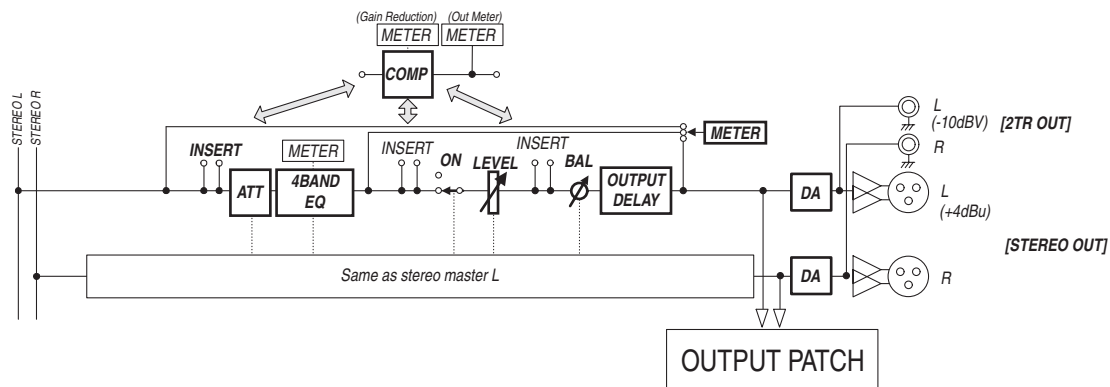 (Gain Reduction) (Out Meter)
METER METER
COMP
STEREO L
STEREO R
INSERT
METER
INSERT
ON
LEVEL
INSERT
BAL
METER
ATT
4BAND
EQ
OUTPUT
DELAY
DA
L
(-10dBV)
[2TR OUT]
R
L
(+4dBu)
[STEREO OUT]
Same as stereo master L
DA
R
OUTPUT PATCH